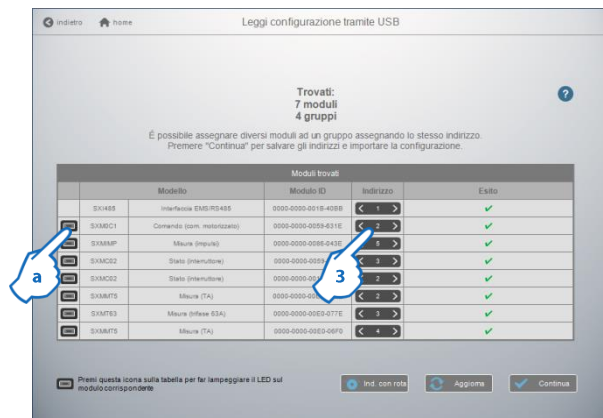 indietro home Leggi configurazione tramite USB
Trovati:
7 moduli
4 gruppi
?
É possibile assegnare diversi moduli ad un gruppo assegnando lo stesso indirizzo.
Premere "Continua" per salvare gli indirizzi e importare la configurazione.
Moduli trovati
Modello Modulo ID Indirizzo Esito
SXI485 Interfaccia EMS/RS485 0000-0000-001B-40BB 1
SXM0C1 Comando (com. motorizzato) 0000-0000-0059-631E 2
SXMIMP Misura (impulsi) 0000-0000-0066-043E 5
SXMC02 Stato (interruttore) 3
SXMC02 Stato (interruttore) 2
a 3
SXMMT5 Misura (TA) 2
SXMT63 Misura (trifase 63A) 0000-0000-00E0-077E 3
SXMMT5 Misura (TA) 0000-0000-00E0-06F0 4
Premi questa icona sulla tabella per far lampeggiare il LED sul
modulo corrispondente
Ind. con rota Aggiorna Continua